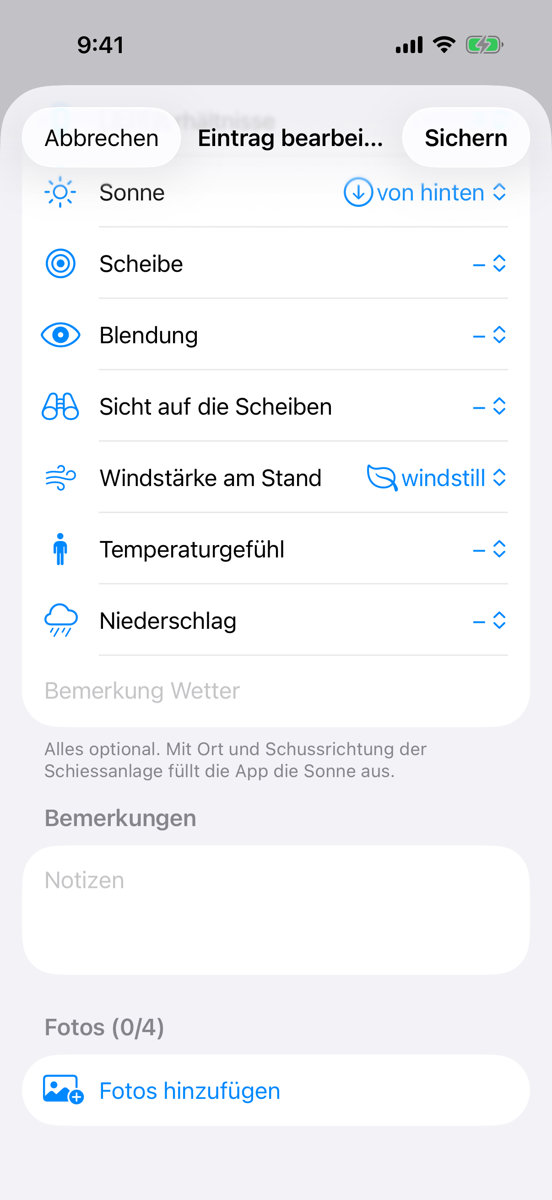 9:41
Abbrechen
Eintrag bearbei...
Sichern
Sonne
von hinten
Scheibe
–
Blendung
–
Sicht auf die Scheiben
–
Windstärke am Stand
windstill
Temperaturgefühl
–
Niederschlag
–
Bemerkung Wetter
Alles optional. Mit Ort und Schussrichtung der
Schiessanlage füllt die App die Sonne aus.
Bemerkungen
Notizen
Fotos (0/4)
Fotos hinzufügen